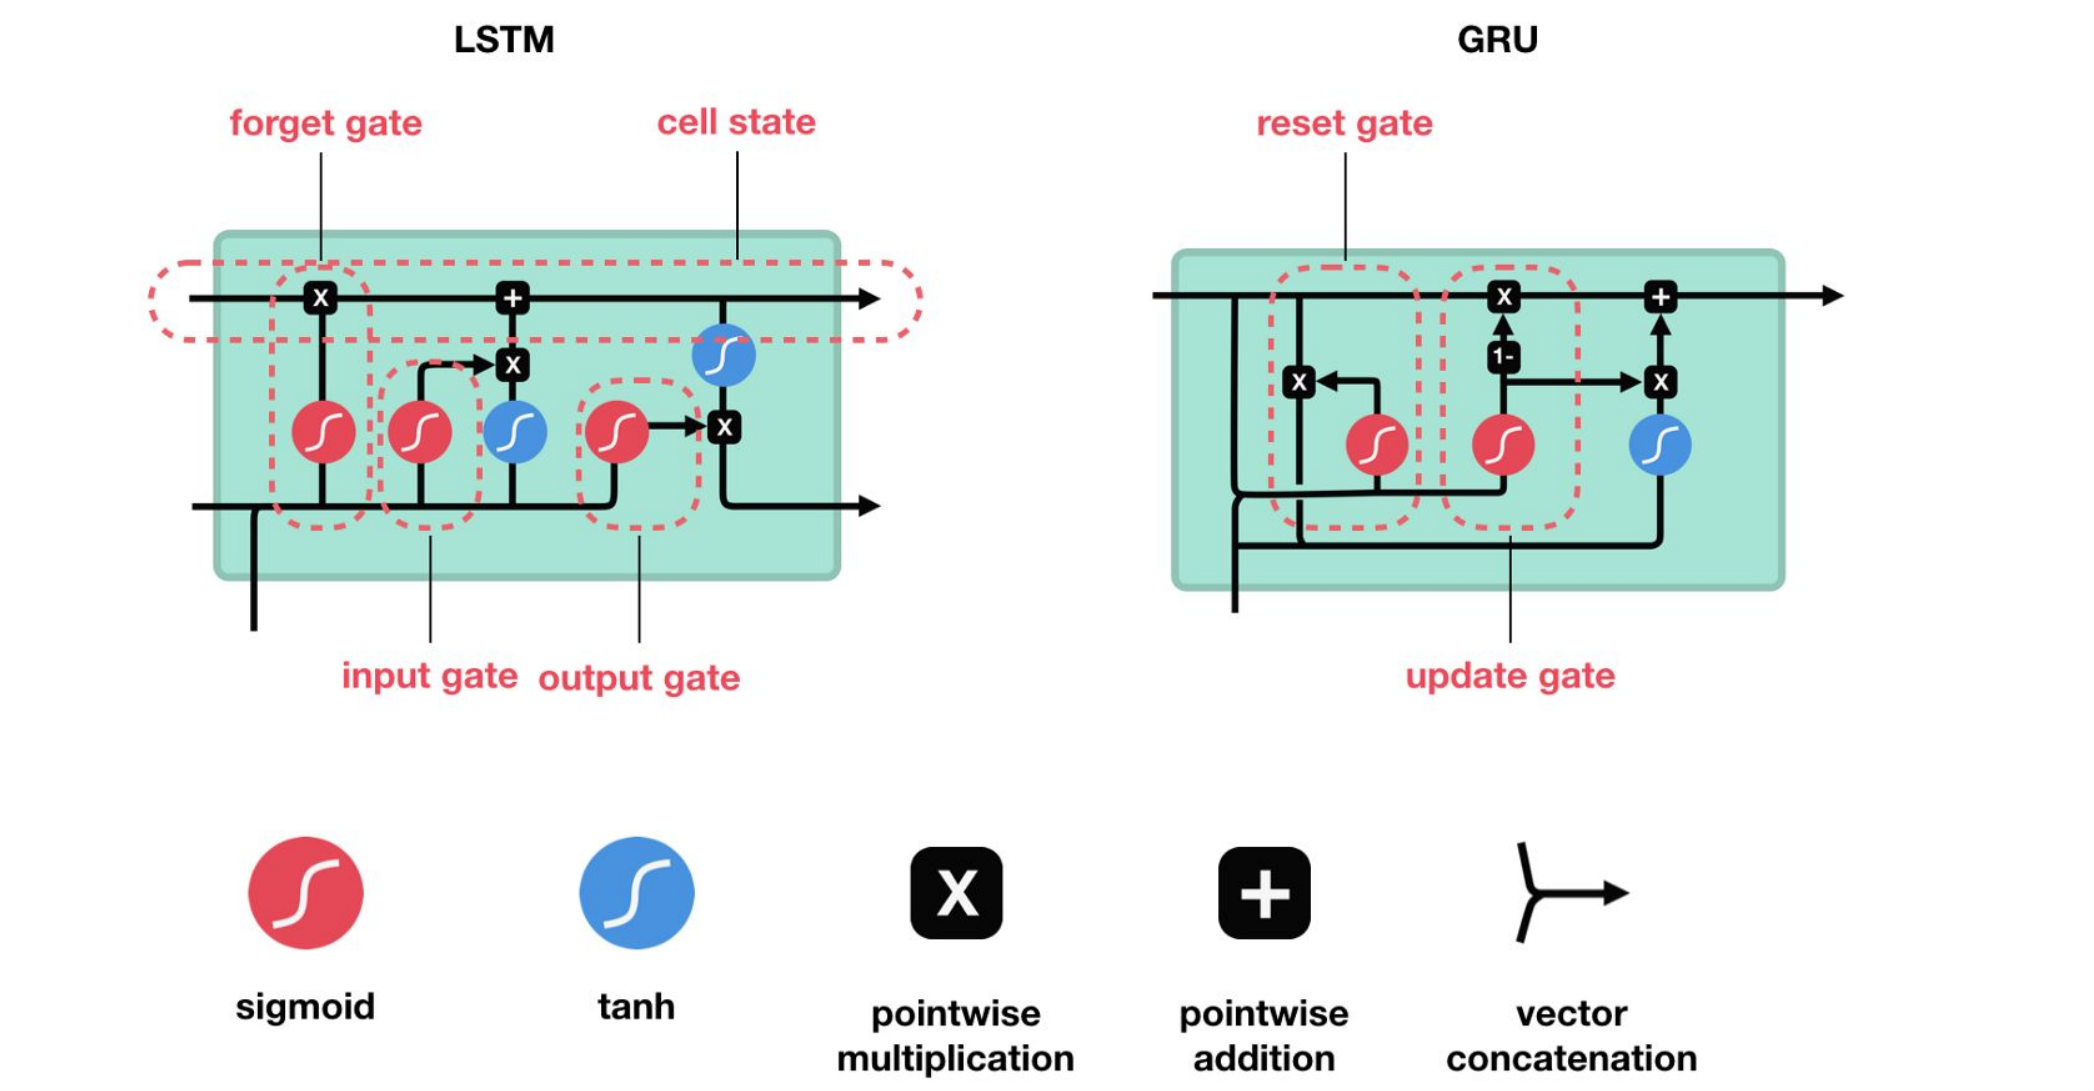 LSTM
GRU
forget gate
cell state
reset gate
X
+
X
X
X
+
1-
X
X
input gate
output gate
update gate
X
+
sigmoid
tanh
pointwise
multiplication
pointwise
addition
vector
concatenation